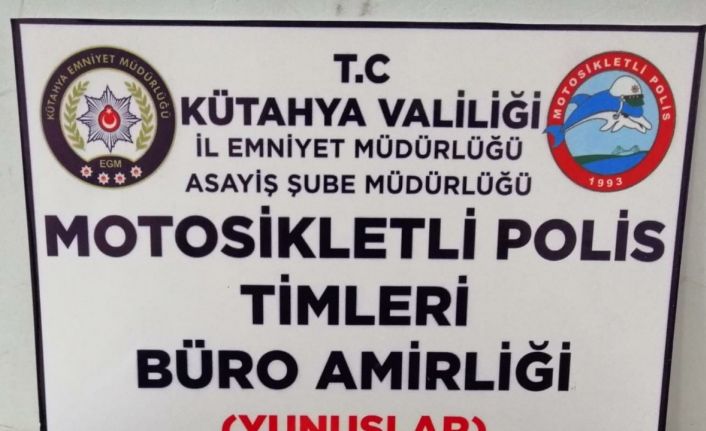 T.C
KÜTAHYA VALİLİĞİ
İL EMNİYET MÜDÜRLÜĞÜ
ASAYİŞ ŞUBE MÜDÜRLÜĞÜ
MOTOSİKLETLİ POLİS
TİMLERİ
BÜRO AMİRLİĞİ
(YUNUSLAR)
KÜTAHYA EMNİYET MÜDÜRLÜĞÜ
EGM
MOTOSİKLETLİ POLİS
1993